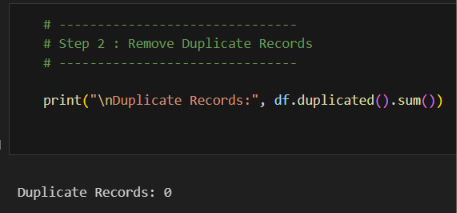 # ------------------------------
# Step 2 : Remove Duplicate Records
# ------------------------------
print("\nDuplicate Records:", df.duplicated().sum())
Duplicate Records: 0